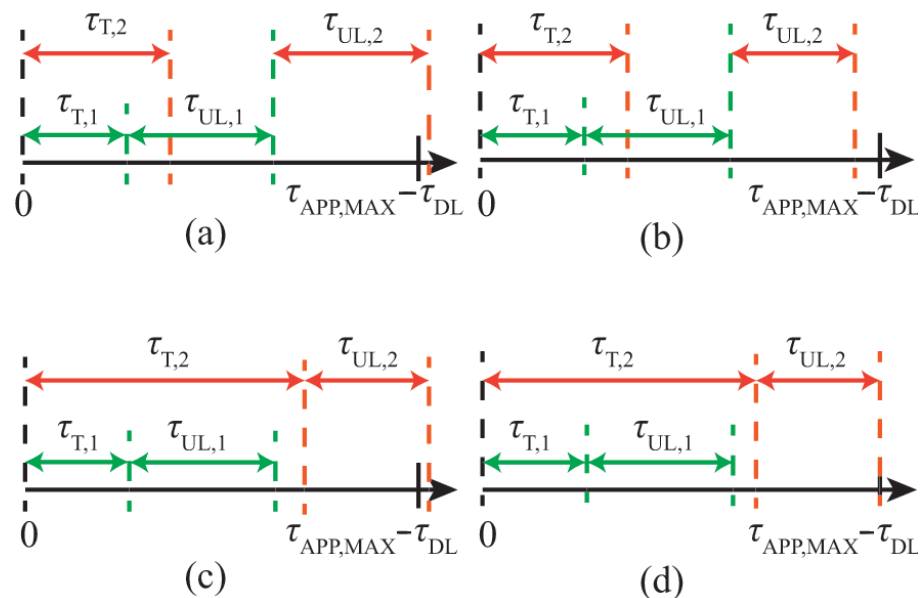 τT,2
τUL,2
τT,1
τUL,1
0
τAPP,MAX−τDL
(a)
τT,2
τUL,2
τT,1
τUL,1
0
τAPP,MAX−τDL
(b)
τT,2
τUL,2
τT,1
τUL,1
0
τAPP,MAX−τDL
(c)
τT,2
τUL,2
τT,1
τUL,1
0
τAPP,MAX−τDL
(d)